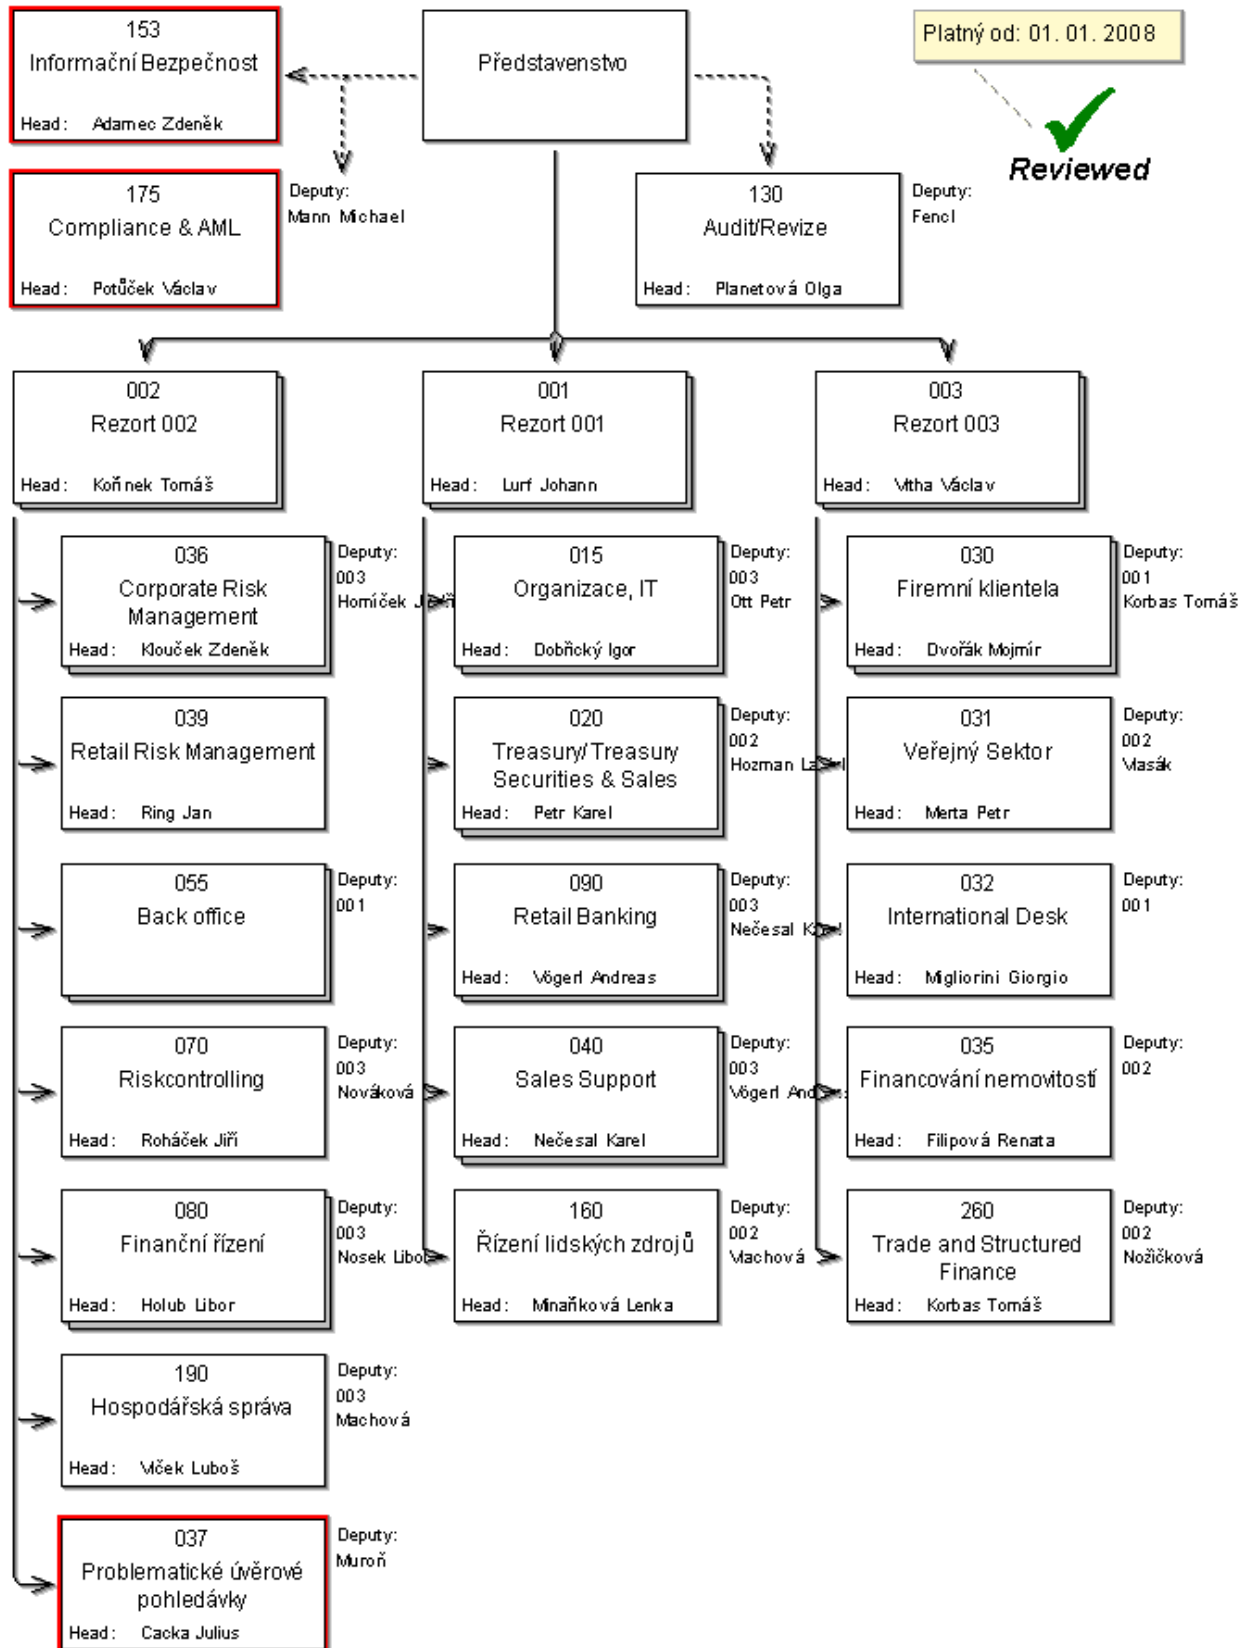 153
Informační Bezpečnost
Head: Adamec Zdeněk
Představenstvo
Platný od: 01. 01. 2008
Reviewed
175
Compliance & AML
Head: Potůček Václav
Deputy:
Mann Michael
130
Audit/Revize
Head: Planetová Olga
Deputy:
Fencl
002
Rezort 002
Head: Kořínek Tomáš
001
Rezort 001
Head: Lurf Johann
003
Rezort 003
Head: Vitha Václav
036
Corporate Risk
Management
Head: Klouček Zdeněk
Deputy:
003
Horníček
015
Organizace, IT
Head: Dobřický Igor
Deputy:
003
Ott Petr
030
Firemní klientela
Head: Dvořák Mojmír
Deputy:
001
Korbas Tomáš
039
Retail Risk Management
Head: Ring Jan
020
Treasury/Treasury
Securities & Sales
Head: Petr Karel
Deputy:
002
Hozman
031
Veřejný Sektor
Head: Merta Petr
Deputy:
002
Vlasák
055
Back office
Deputy:
001
090
Retail Banking
Head: Vögerl Andreas
Deputy:
003
Nečesal
032
International Desk
Head: Migliorini Giorgio
Deputy:
001
070
Riskcontrolling
Head: Roháček Jiří
Deputy:
003
Nováková
040
Sales Support
Head: Nečesal Karel
Deputy:
003
Vögerl
035
Financování nemovitostí
Head: Filipová Renata
Deputy:
002
080
Finanční řízení
Head: Holub Libor
Deputy:
003
Nosek Libor
160
Řízení lidských zdrojů
Head: Minaříková Lenka
Deputy:
002
Machová
260
Trade and Structured
Finance
Head: Korbas Tomáš
Deputy:
002
Nožičková
190
Hospodářská správa
Head: Vlček Luboš
Deputy:
003
Machová
037
Problematické úvěrové
pohledávky
Head: Cacka Julius
Deputy:
Muroň